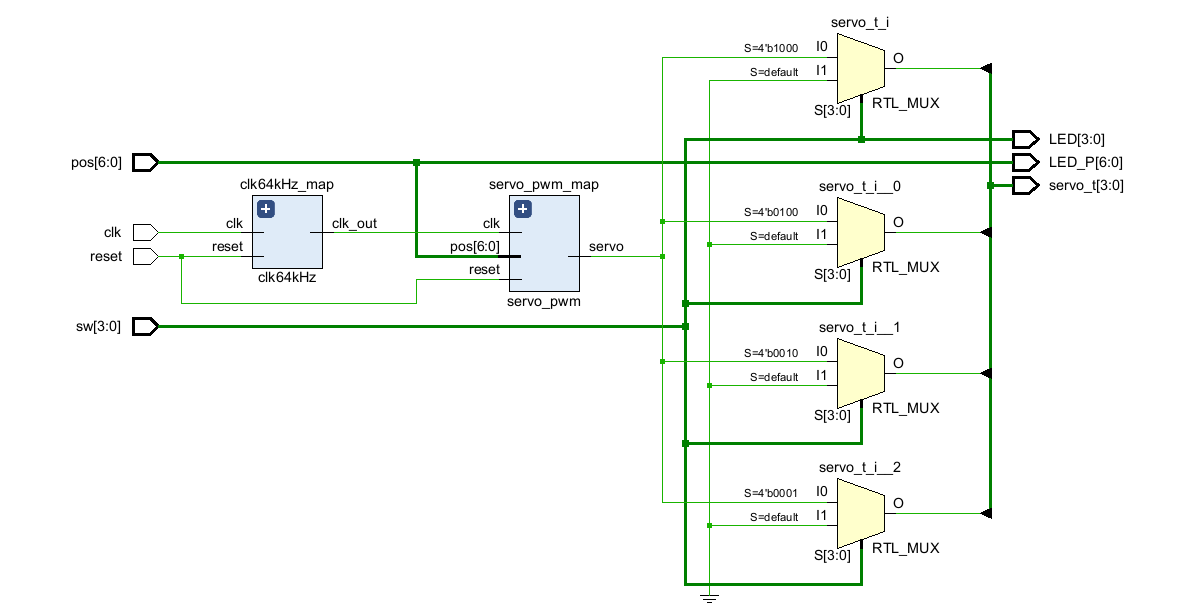 servo_t_i
S=4'b1000
I0
S=default
I1
O
S[3:0]
RTL_MUX
LED[3:0]
pos[6:0]
LED_P[6:0]
servo_t[3:0]
clk64kHz_map
servo_pwm_map
servo_t_i__0
clk
clk
clk_out
clk
S=4'b0100
I0
S=default
I1
O
reset
reset
pos[6:0]
reset
servo
S[3:0]
RTL_MUX
clk64kHz
servo_pwm
sw[3:0]
servo_t_i__1
S=4'b0010
I0
S=default
I1
O
S[3:0]
RTL_MUX
servo_t_i__2
S=4'b0001
I0
S=default
I1
O
S[3:0]
RTL_MUX